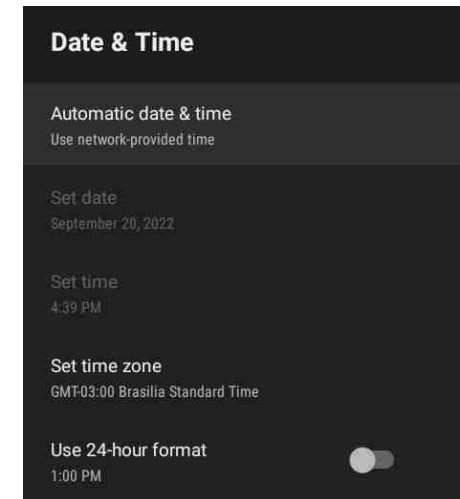 Date & Time
Automatic date & time
Use network-provided time
Set date
September 20, 2022
Set time
4:39 PM
Set time zone
GMT-03:00 Brasilia Standard Time
Use 24-hour format
1:00 PM